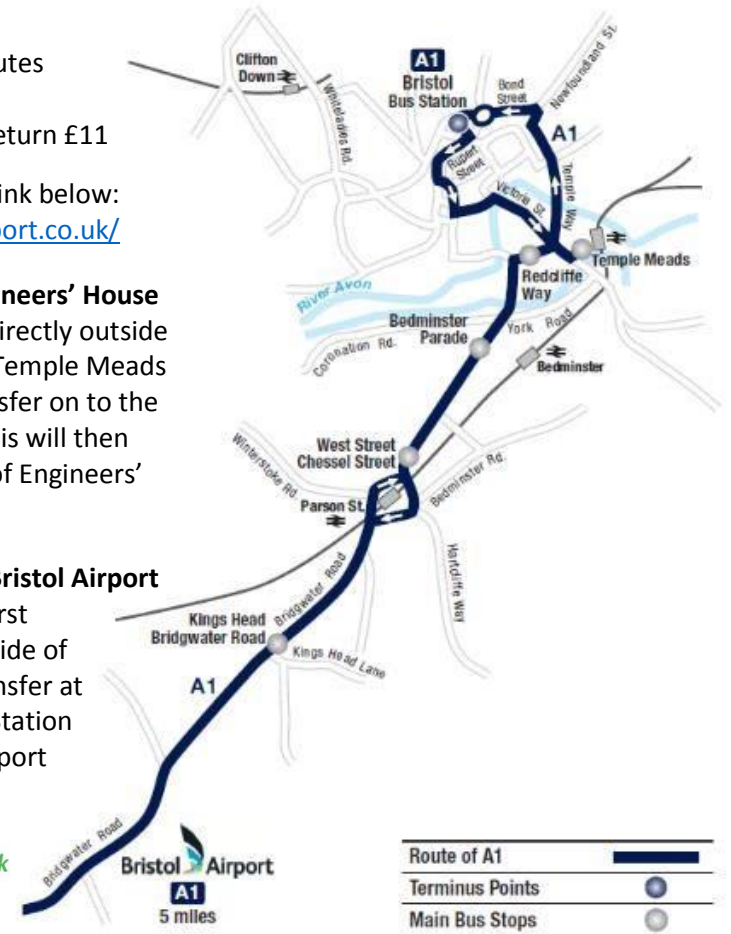 utes
eturn £11
ink below:
port.co.uk/
gineers’ House
directly outside
Temple Meads
sfer on to the
is will then
of Engineers’
Bristol Airport
irst
ide of
nsfer at
Station
port
k
Clifton
Down
Whiteladies Rd.
A1
Bristol
Bus Station
Bond
Street
Newfoundland St.
A1
Rupert
Street
Victoria St.
Temple
Way
Temple Meads
Redcliffe
Way
River Avon
Coronation Rd.
Bedminster
Parade
York Road
Bedminster
West Street
Chessel Street
Winterstoke Rd.
Bedminster Rd.
Parson St.
Hartcliffe
Way
Bridgwater Road
Kings Head
Bridgwater Road
Kings Head Lane
A1
Bridgwater Road
Bristol Airport
A1
5 miles
Route of A1
Terminus Points
Main Bus Stops